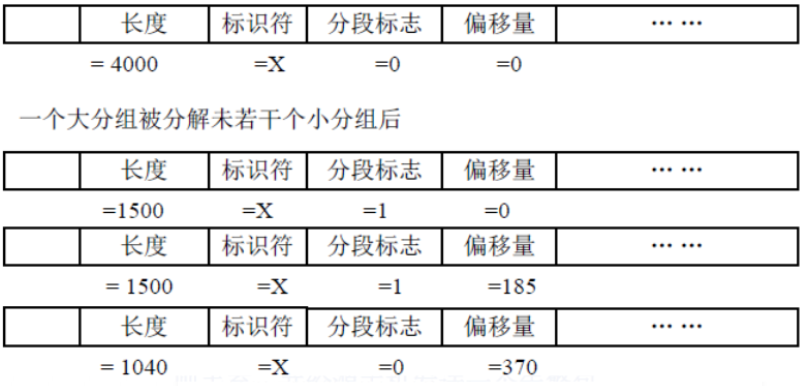 长度 标识符 分段标志 偏移量 … …
= 4000 =X =0 =0
一个大分组被分解未若干个小分组后
长度 标识符 分段标志 偏移量 … …
=1500 =X =1 =0
长度 标识符 分段标志 偏移量 … …
= 1500 =X =1 =185
长度 标识符 分段标志 偏移量 … …
= 1040 =X =0 =370